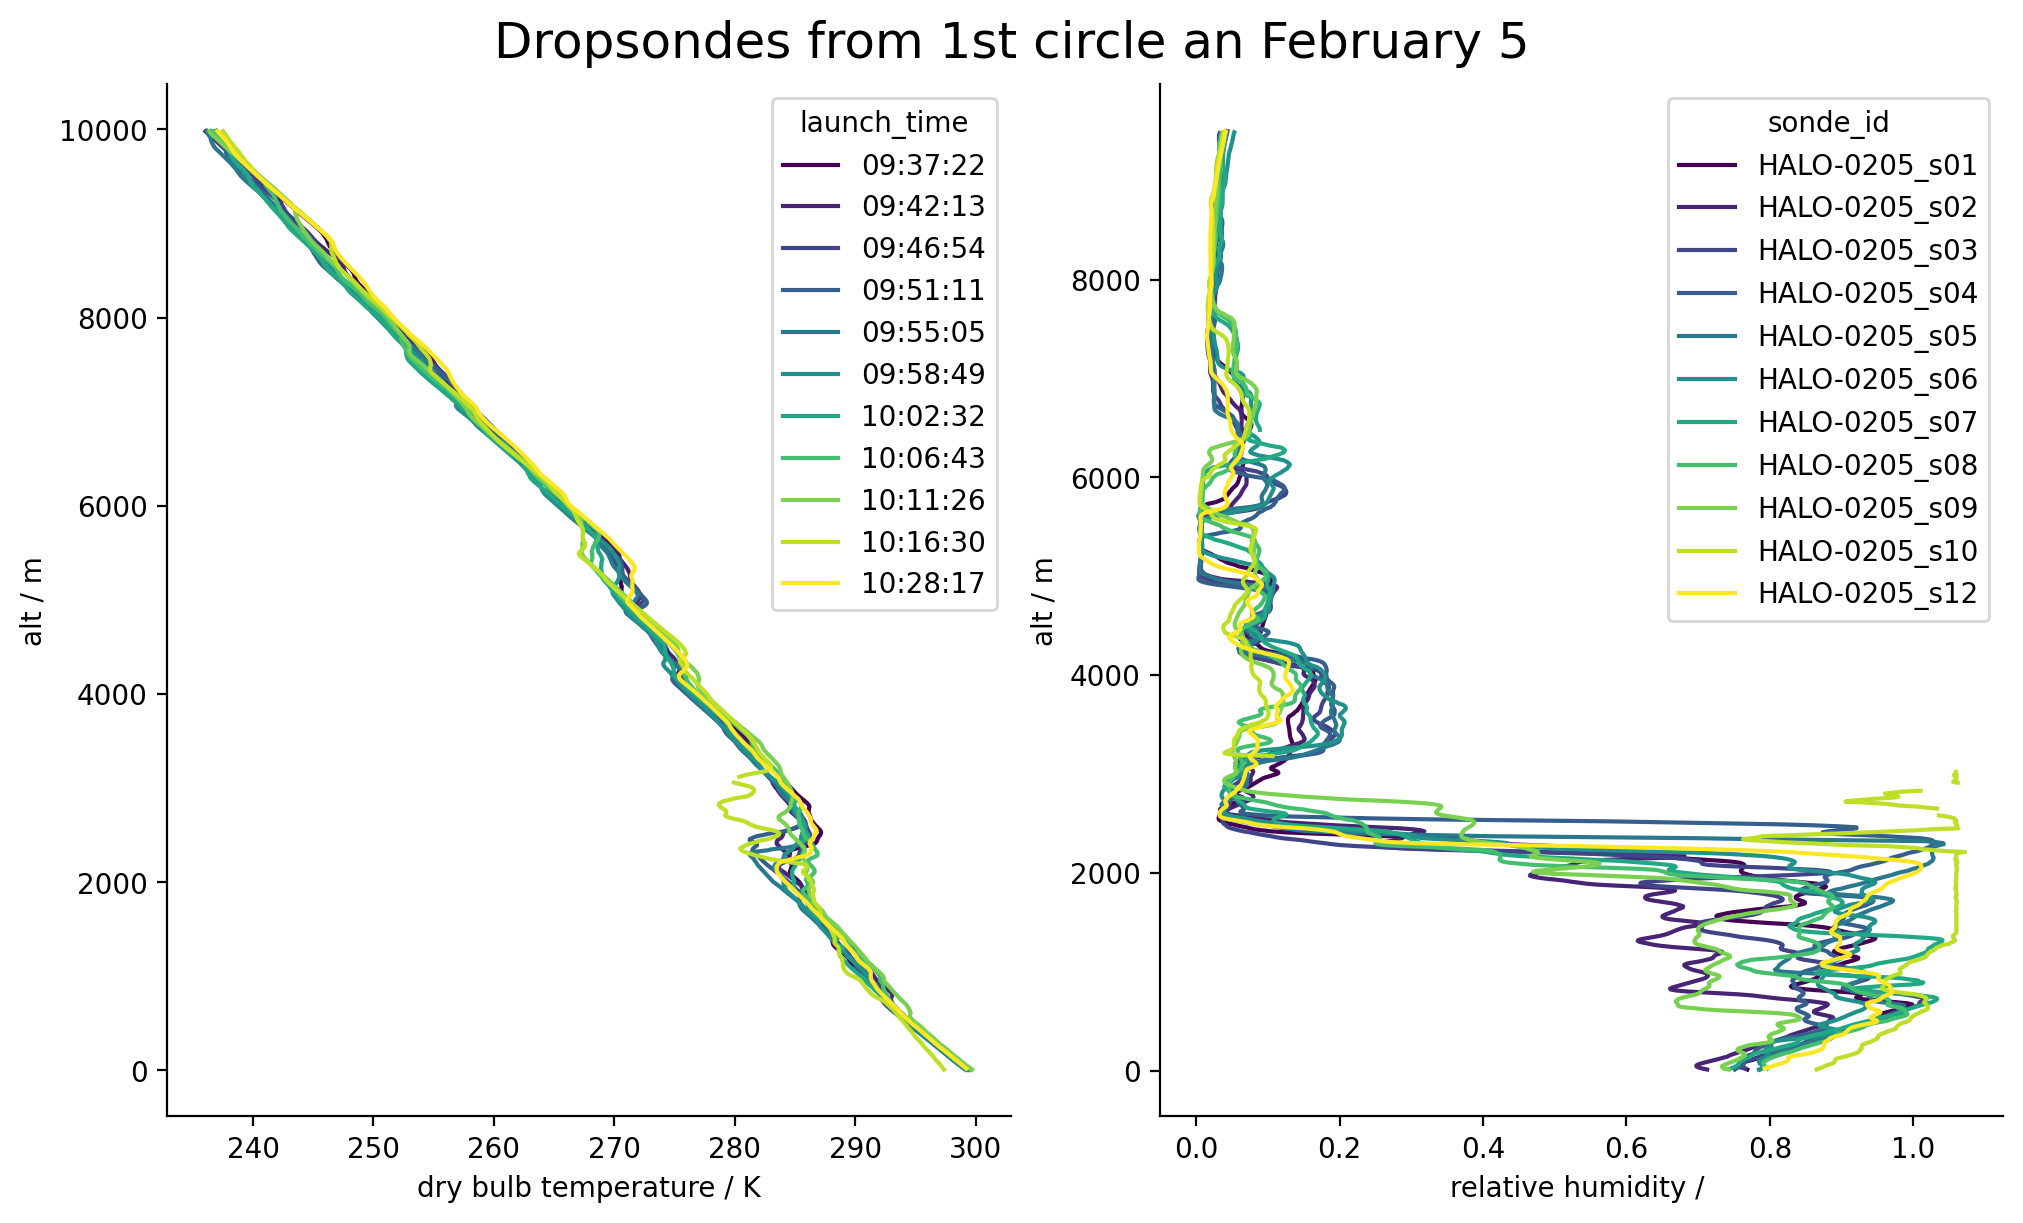 Dropsondes from 1st circle an February 5
alt / m
10000
8000
6000
4000
2000
0
240 250 260 270 280 290 300
dry bulb temperature / K
launch_time
09:37:22
09:42:13
09:46:54
09:51:11
09:55:05
09:58:49
10:02:32
10:06:43
10:11:26
10:16:30
10:28:17
alt / m
8000
6000
4000
2000
0
0.0 0.2 0.4 0.6 0.8 1.0
relative humidity /
sonde_id
HALO-0205_s01
HALO-0205_s02
HALO-0205_s03
HALO-0205_s04
HALO-0205_s05
HALO-0205_s06
HALO-0205_s07
HALO-0205_s08
HALO-0205_s09
HALO-0205_s10
HALO-0205_s12